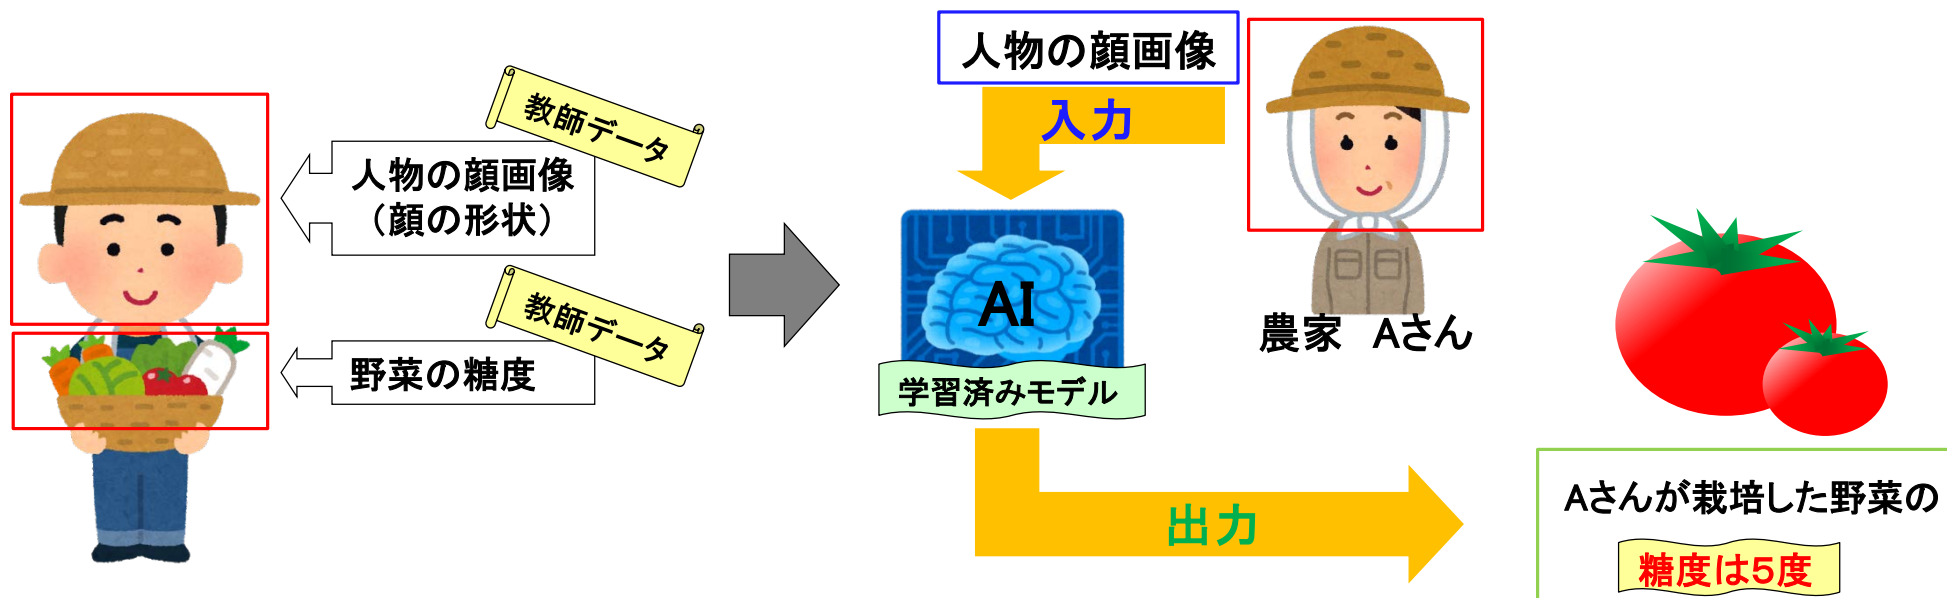 教師データ
人物の顔画像
（顔の形状）
教師データ
野菜の糖度
人物の顔画像
入力
AI
学習済みモデル
農家　Aさん
出力
Aさんが栽培した野菜の
糖度は５度